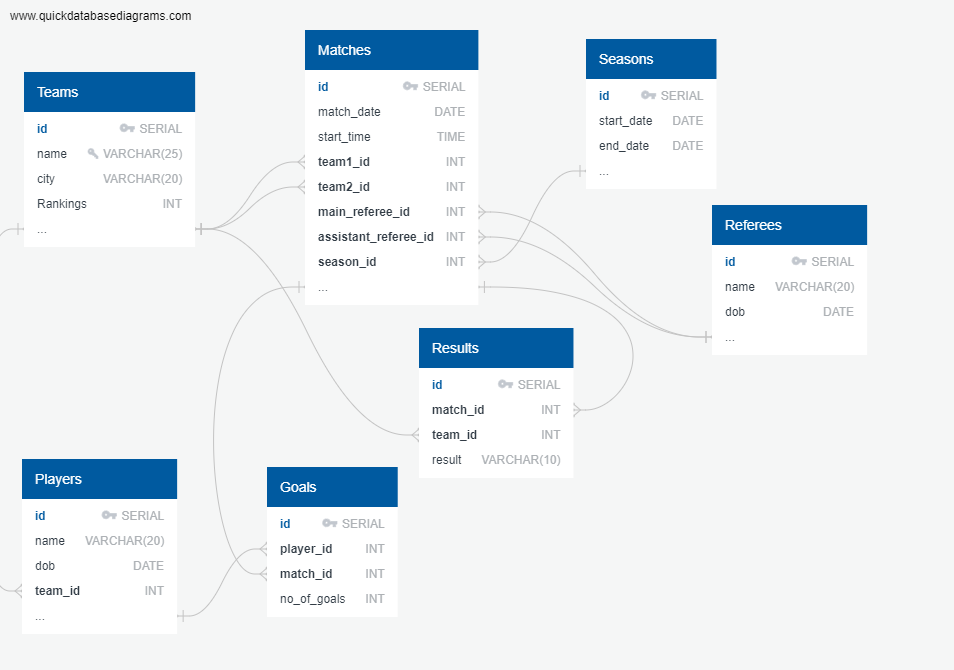 www.quickdatabasediagrams.com
Teams
id SERIAL
name VARCHAR(25)
city VARCHAR(20)
Rankings INT
...
Matches
id SERIAL
match_date DATE
start_time TIME
team1_id INT
team2_id INT
main_referee_id INT
assistant_referee_id INT
season_id INT
...
Seasons
id SERIAL
start_date DATE
end_date DATE
...
Referees
id SERIAL
name VARCHAR(20)
dob DATE
...
Results
id SERIAL
match_id INT
team_id INT
result VARCHAR(10)
Players
id SERIAL
name VARCHAR(20)
dob DATE
team_id INT
...
Goals
id SERIAL
player_id INT
match_id INT
no_of_goals INT